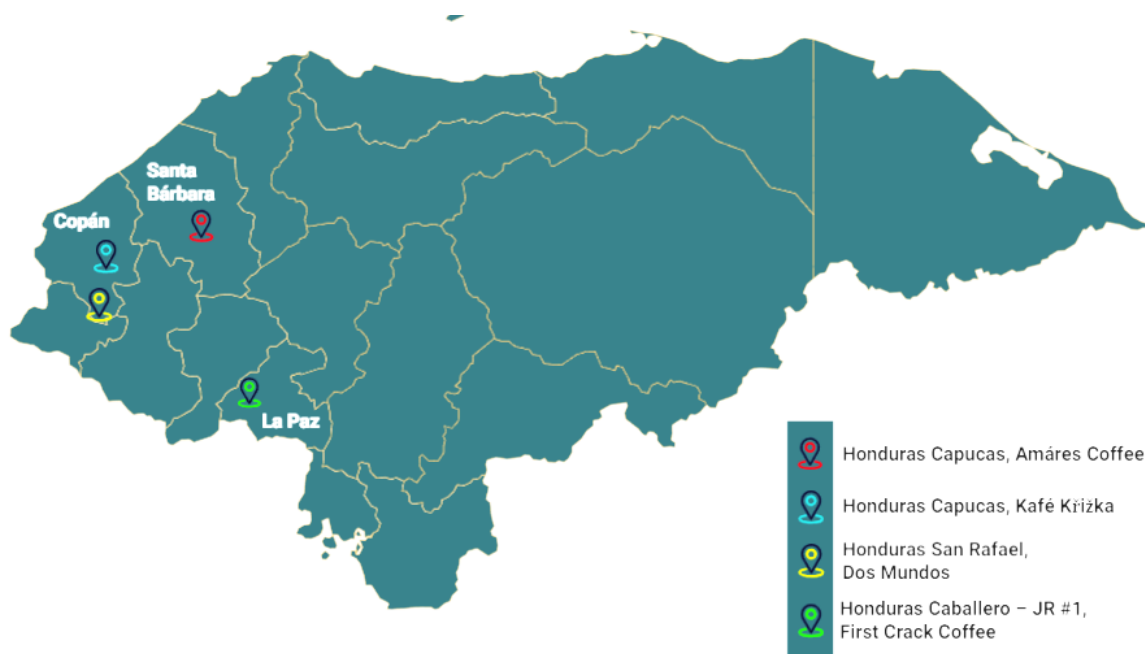 Santa
Bárbara
Copán
La Paz
Honduras Capucas, Amáres Coffee
Honduras Capucas, Kafé Křižka
Honduras San Rafael,
Dos Mundos
Honduras Caballero – JR #1,
First Crack Coffee